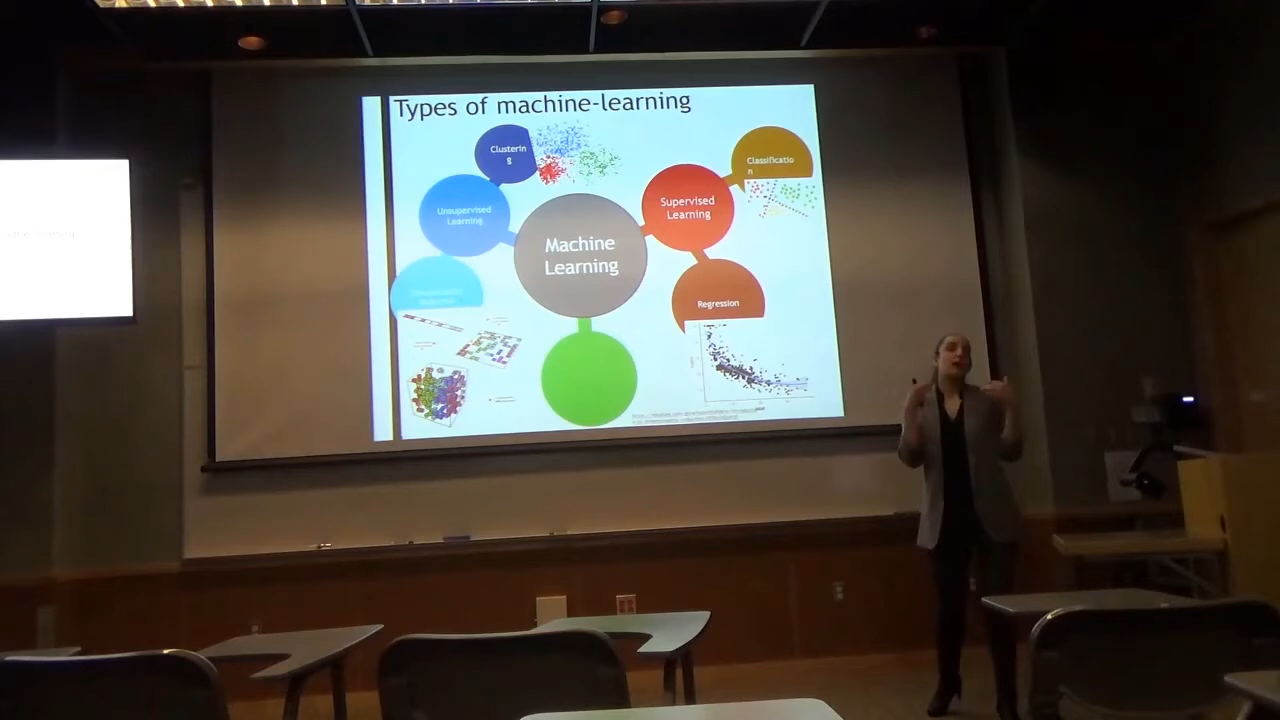 Types of machine-learning
Clusterin
g
Classificatio
n
Unsupervised
Learning
Supervised
Learning
Machine
Learning
Regression